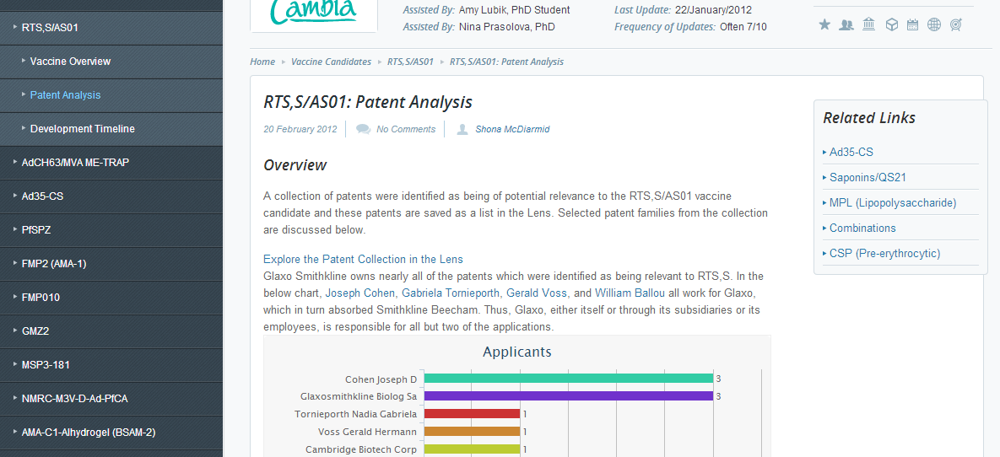 RTS,S/AS01
Vaccine Overview
Patent Analysis
Development Timeline
AdCH63/MVA ME-TRAP
Ad35-CS
PfSPZ
FMP2 (AMA-1)
FMP010
GMZ2
MSP3-181
NMRC-M3V-D-Ad-PfCA
AMA-C1-Alhydrogel (BSAM-2)
Cambia
Assisted By: Amy Lubik, PhD Student
Assisted By: Nina Prasolova, PhD
Last Update: 22/January/2012
Frequency of Updates: Often 7/10
Home Vaccine Candidates RTS,S/AS01 RTS,S/AS01: Patent Analysis
RTS,S/AS01: Patent Analysis
20 February 2012 No Comments Shona McDiarmid
Overview
A collection of patents were identified as being of potential relevance to the RTS,S/AS01 vaccine
candidate and these patents are saved as a list in the Lens. Selected patent families from the collection
are discussed below.
Explore the Patent Collection in the Lens
Glaxo Smithkline owns nearly all of the patents which were identified as being relevant to RTS,S. In the
below chart, Joseph Cohen, Gabriela Tornieporth, Gerald Voss, and William Ballou all work for Glaxo,
which in turn absorbed Smithkline Beecham. Thus, Glaxo, either itself or through its subsidiaries or its
employees, is responsible for all but two of the applications.
Applicants
Cohen Joseph D 3
Glaxosmithkline Biolog Sa 3
Tornieporth Nadia Gabriela 1
Voss Gerald Hermann 1
Cambridge Biotech Corp 1
Related Links
Ad35-CS
Saponins/QS21
MPL (Lipopolysaccharide)
Combinations
CSP (Pre-erythrocytic)